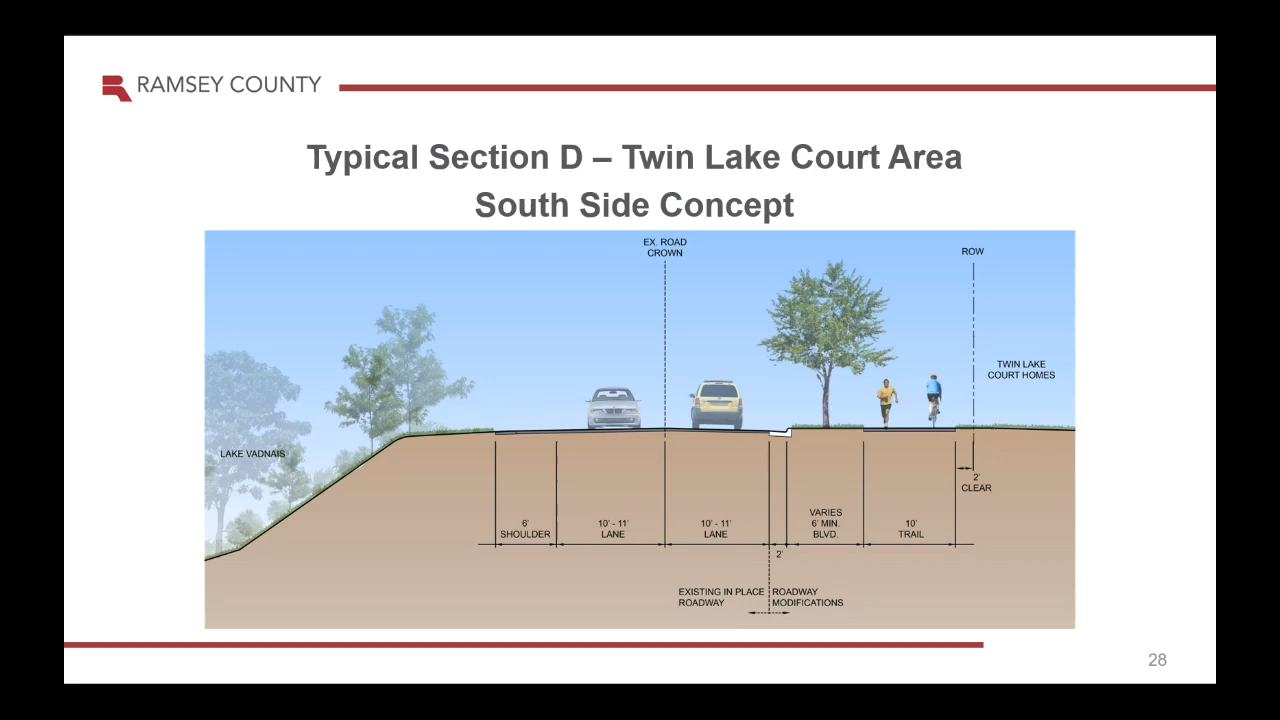 RAMSEY COUNTY
Typical Section D – Twin Lake Court Area
South Side Concept
EX. ROAD
CROWN
ROW
TWIN LAKE
COURT HOMES
LAKE VADNAIS
2'
CLEAR
6'
SHOULDER
10' - 11'
LANE
10' - 11'
LANE
2'
VARIES
6' MIN.
BLVD.
10'
TRAIL
EXISTING IN PLACE
ROADWAY
ROADWAY
MODIFICATIONS
28